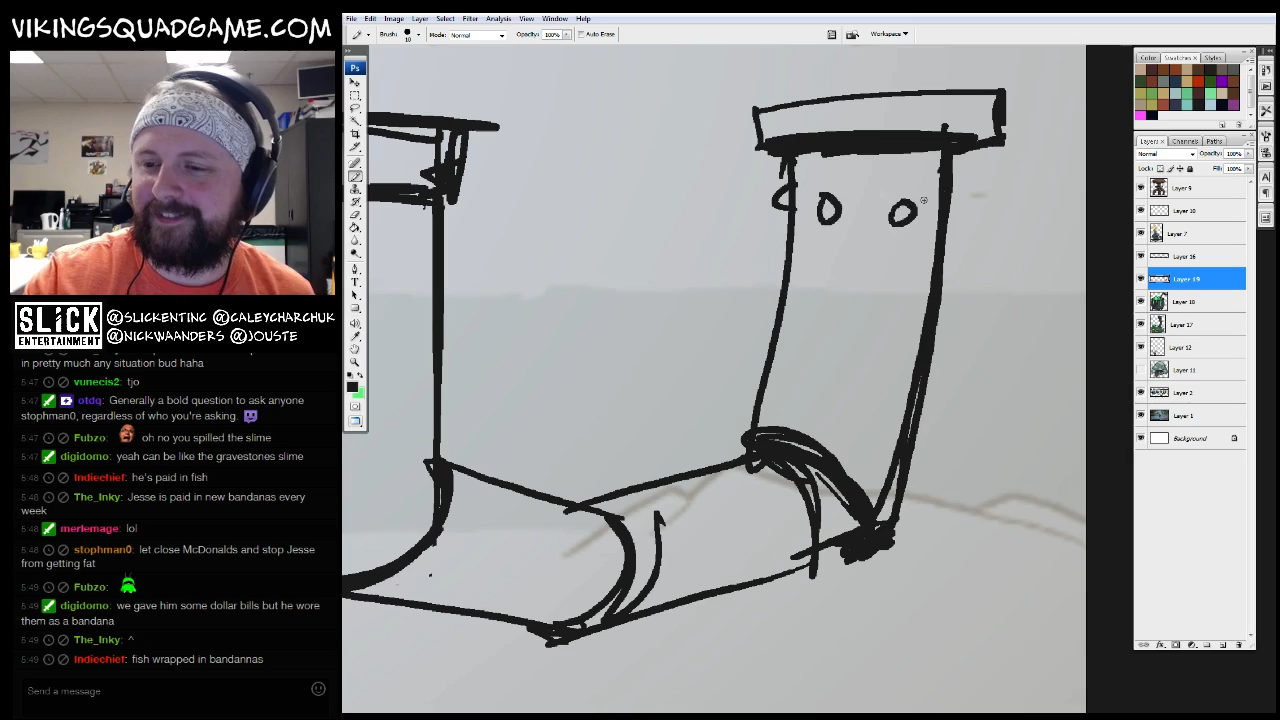 VIKINGSQUADGAME.COM
SLICK
ENTERTAINMENT
@SLICKENTINC @CALEYCHARCHUK
@NICKWAANDERS @JOUSTE
in pretty much any situation bud haha
5:47 vunecis2: tjo
5:47 otdq: Generally a bold question to ask anyone
stophman0, regardless of who you're asking.
5:47 Fubzo: oh no you spilled the slime
5:47 digidomo: yeah can be like the gravestones slime
5:48 Indiechief: he's paid in fish
5:48 The_Inky: Jesse is paid in new bandanas every
week
5:48 merlemage: lol
5:48 stophman0: let close McDonalds and stop Jesse
from getting fat
5:49 Fubzo:
5:49 digidomo: we gave him some dollar bills but he wore
them as a bandana
5:49 The_Inky: ^
5:49 Indiechief: fish wrapped in bandannas
Send a message
File Edit Image Layer Select Filter Analysis View Window Help
Brush: 10 Mode: Normal Opacity: 100% Auto Erase Workspace
Ps
Color Swatches Styles
Layers Channels Paths
Normal Opacity: 100%
Lock: Fill: 100%
Layer 9
Layer 10
Layer 7
Layer 16
Layer 19
Layer 18
Layer 17
Layer 12
Layer 11
Layer 2
Layer 1
Background